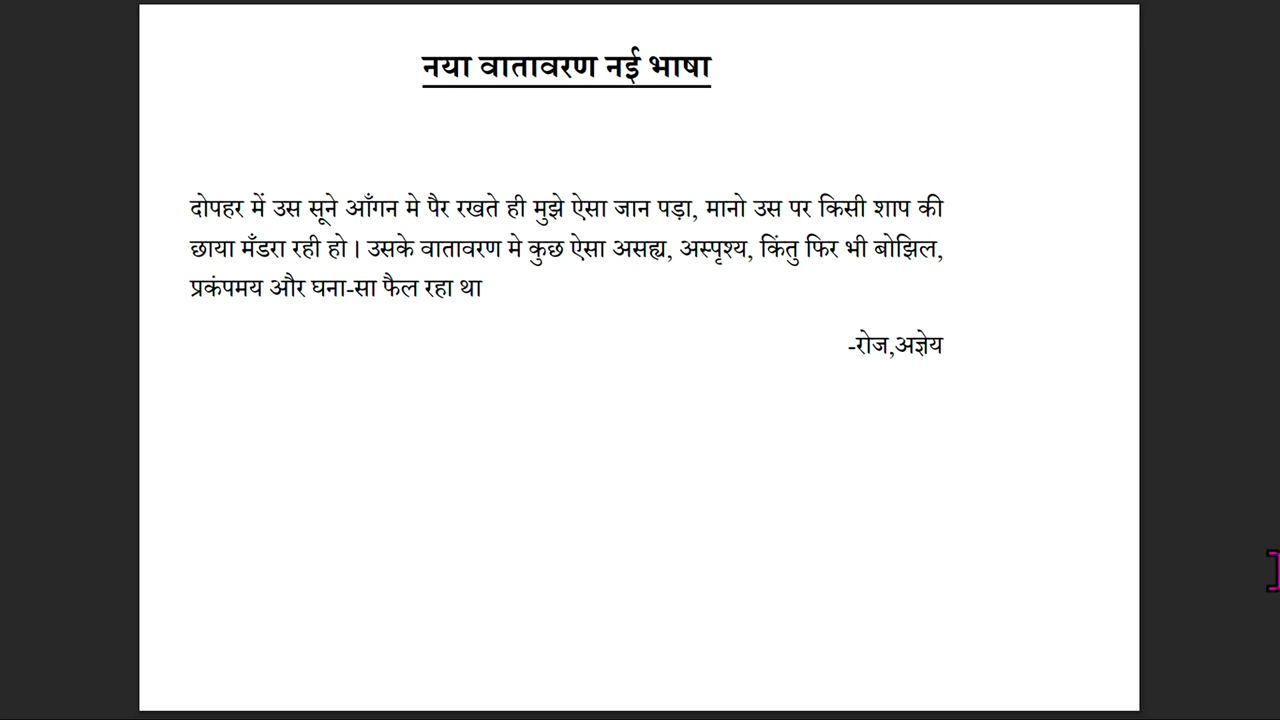 नया वातावरण नई भाषा
दोपहर में उस सूने आँगन मे पैर रखते ही मुझे ऐसा जान पड़ा, मानो उस पर किसी शाप की
छाया मँडरा रही हो। उसके वातावरण मे कुछ ऐसा असह्य, अस्पृश्य, किंतु फिर भी बोझिल,
प्रकंपमय और घना-सा फैल रहा था
-रोज,अज्ञेय